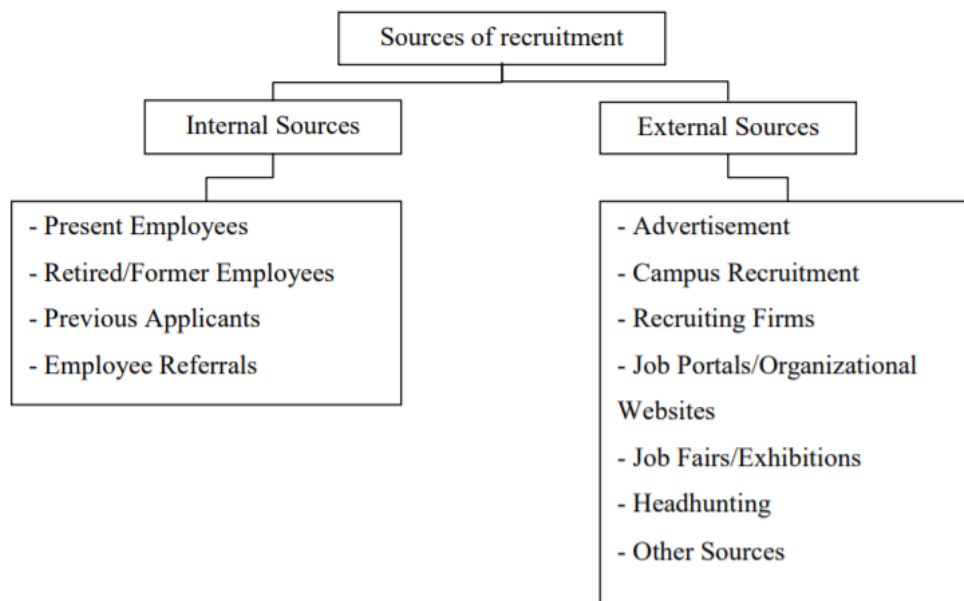 Sources of recruitment
Internal Sources
External Sources
- Present Employees
- Retired/Former Employees
- Previous Applicants
- Employee Referrals
- Advertisement
- Campus Recruitment
- Recruiting Firms
- Job Portals/Organizational
Websites
- Job Fairs/Exhibitions
- Headhunting
- Other Sources